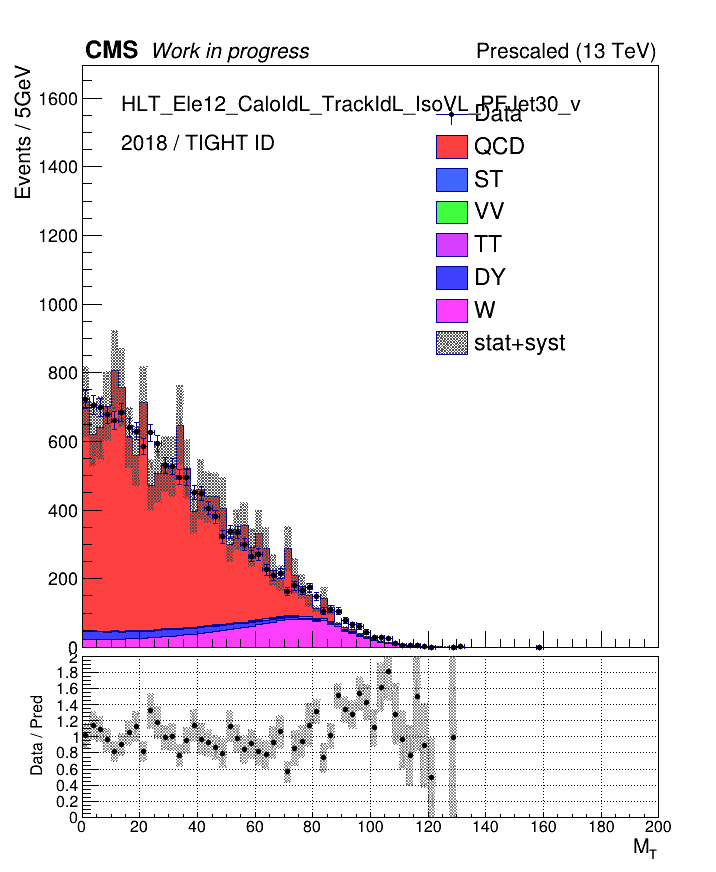 CMS Work in progress Prescaled (13 TeV)
Events / 5GeV
HLT_Ele12_CaloIdL_TrackIdL_IsoVL_PFJet30_v
2018 / TIGHT ID
Data
QCD
ST
VV
TT
DY
W
stat+syst
1600
1400
1200
1000
800
600
400
200
0
Data / Pred
2
1.8
1.6
1.4
1.2
1
0.8
0.6
0.4
0.2
0
0 20 40 60 80 100 120 140 160 180 200
M_T